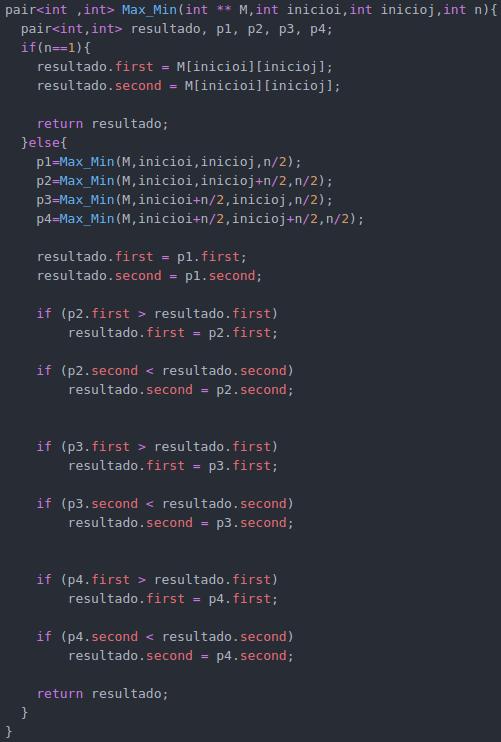 pair<int ,int> Max_Min(int ** M,int inicioi,int inicioj,int n){
  pair<int,int> resultado, p1, p2, p3, p4;
  if(n==1){
    resultado.first = M[inicioi][inicioj];
    resultado.second = M[inicioi][inicioj];

    return resultado;
  }else{
    p1=Max_Min(M,inicioi,inicioj,n/2);
    p2=Max_Min(M,inicioi,inicioj+n/2,n/2);
    p3=Max_Min(M,inicioi+n/2,inicioj,n/2);
    p4=Max_Min(M,inicioi+n/2,inicioj+n/2,n/2);

    resultado.first = p1.first;
    resultado.second = p1.second;

    if (p2.first > resultado.first)
        resultado.first = p2.first;

    if (p2.second < resultado.second)
        resultado.second = p2.second;


    if (p3.first > resultado.first)
        resultado.first = p3.first;

    if (p3.second < resultado.second)
        resultado.second = p3.second;


    if (p4.first > resultado.first)
        resultado.first = p4.first;

    if (p4.second < resultado.second)
        resultado.second = p4.second;

    return resultado;
  }
}